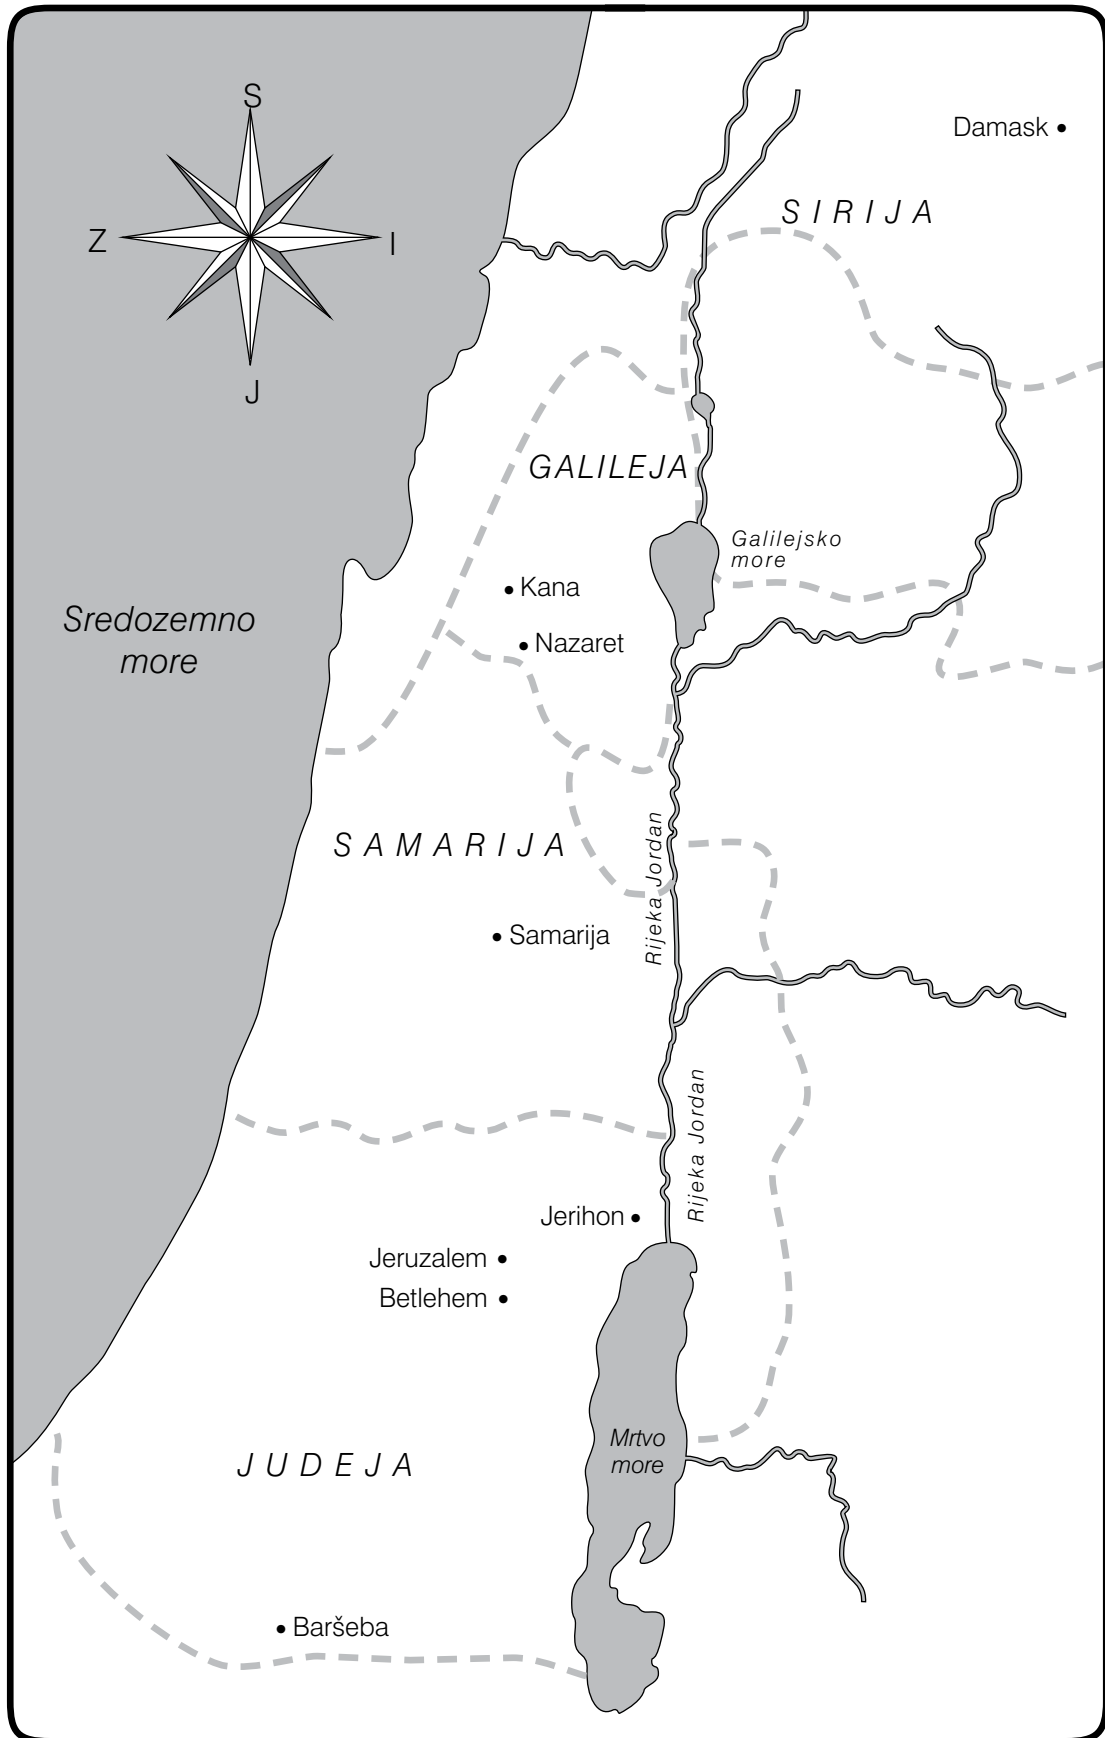 S
Damask
SIRIJA
Z
I
J
GALILEJA
Galilejsko
more
Kana
Sredozemno
more
Nazaret
SAMARIJA
Rijeka Jordan
Samarija
Rijeka Jordan
Jerihon
Jeruzalem
Betlehem
Mrtvo
more
JUDEJA
Baršeba